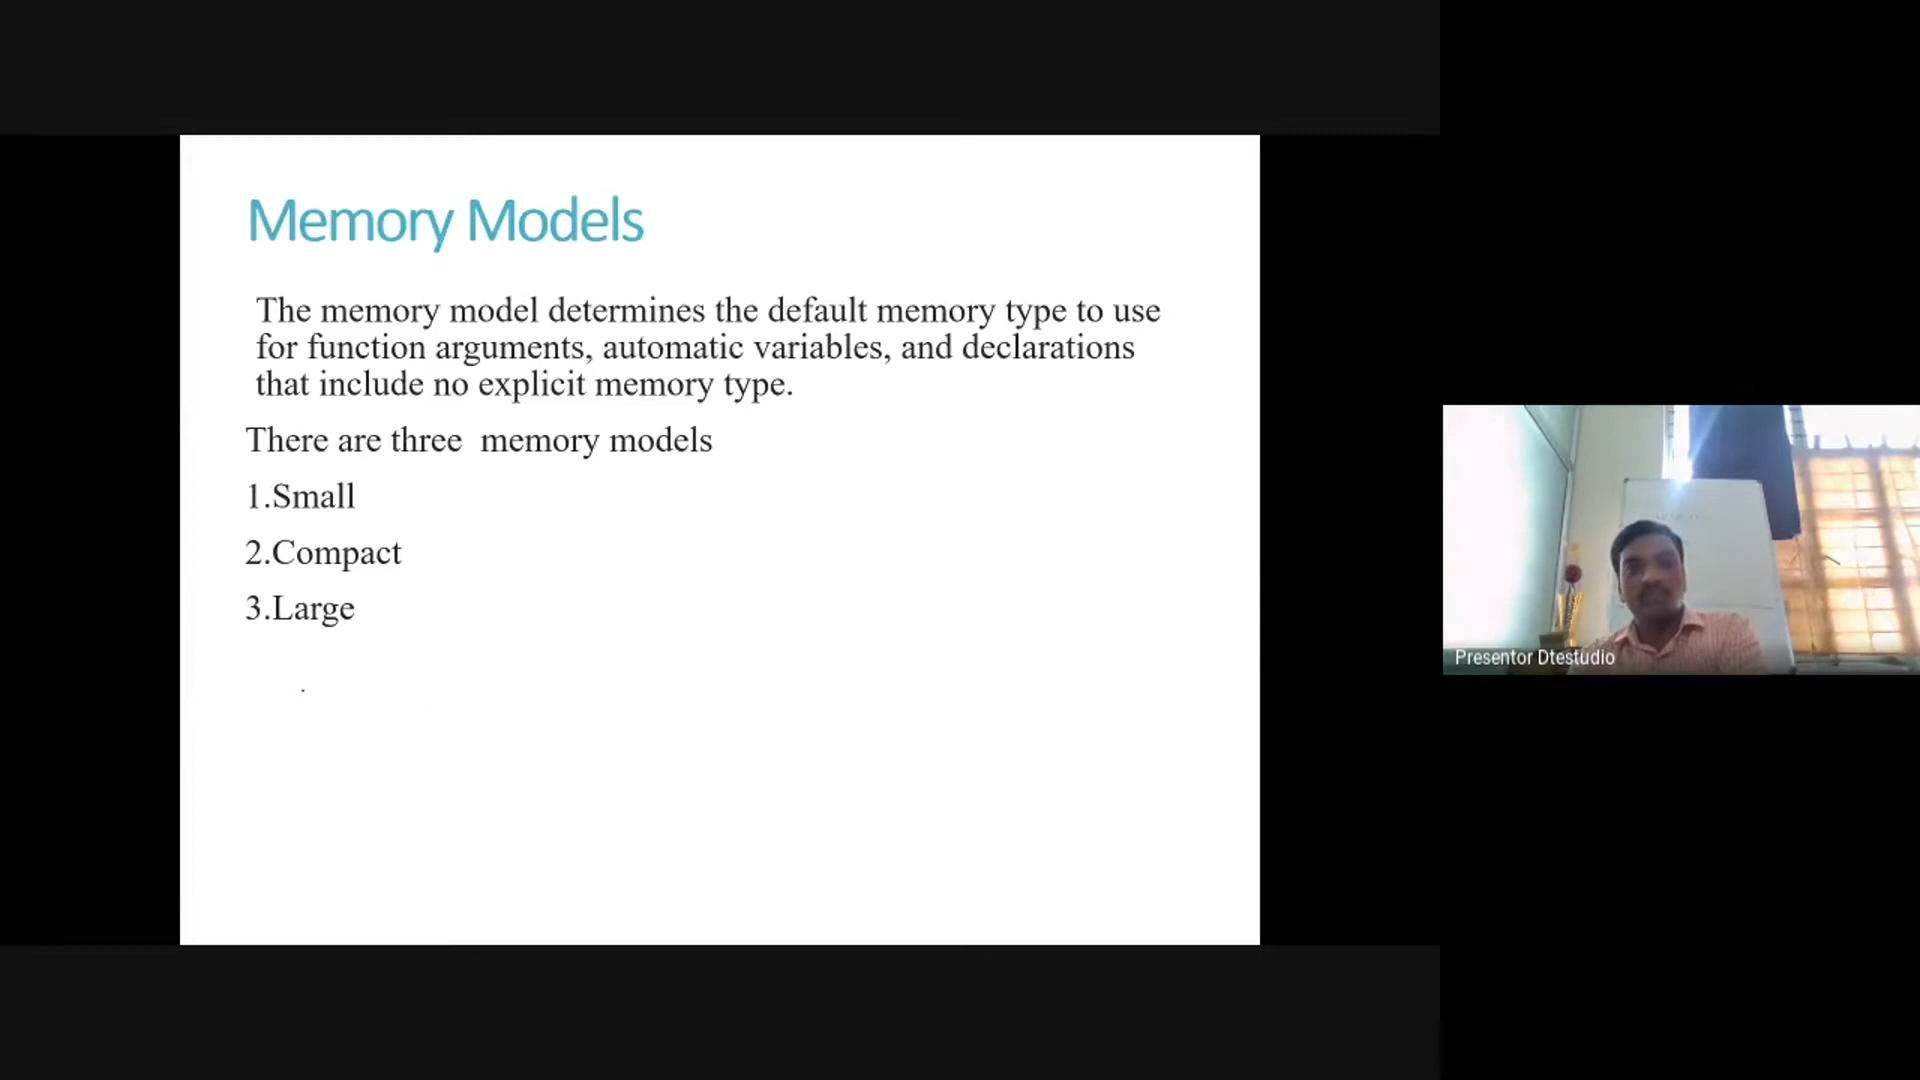 Memory Models
The memory model determines the default memory type to use
for function arguments, automatic variables, and declarations
that include no explicit memory type.
There are three  memory models
1.Small
2.Compact
3.Large
.
Presentor Dtestudio